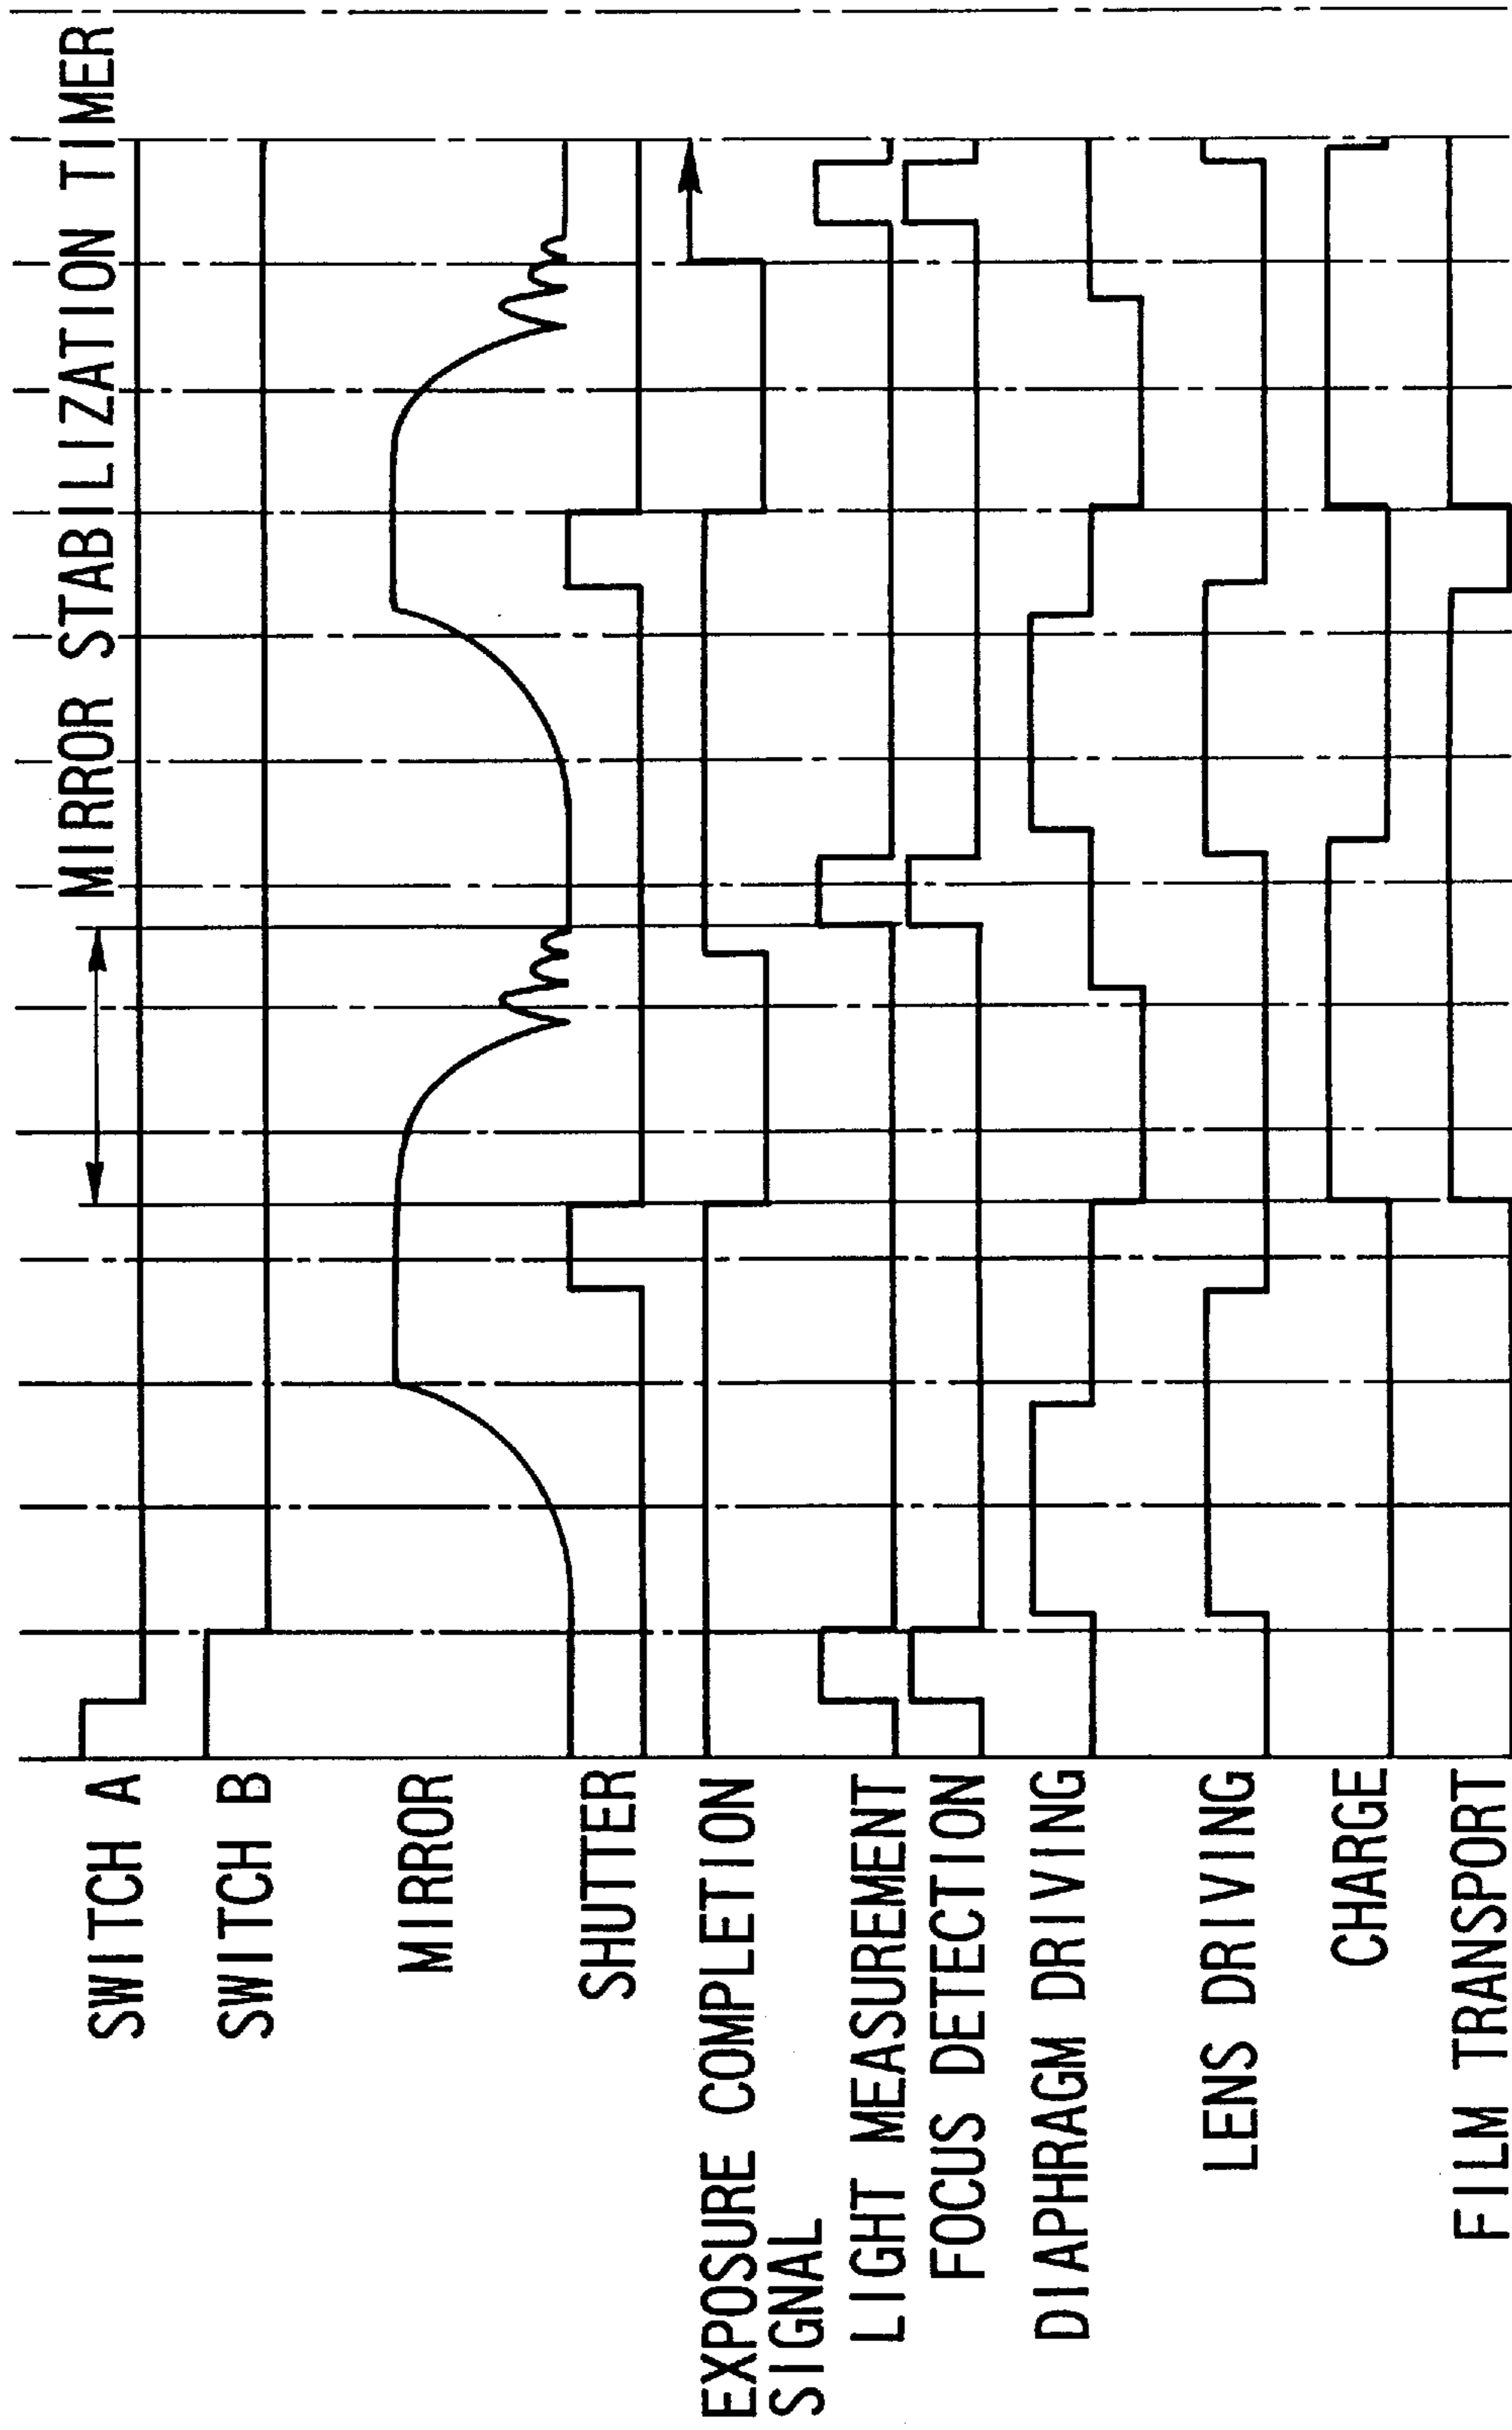 MIRROR STABILIZATION TIMER
SWITCH A
SWITCH B
MIRROR
SHUTTER
EXPOSURE COMPLETION
SIGNAL
LIGHT MEASUREMENT
FOCUS DETECTION
DIAPHRAGM DRIVING
LENS DRIVING
CHARGE
FILM TRANSPORT